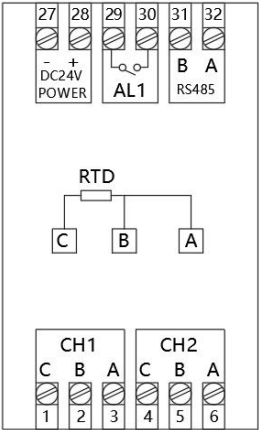 27 28 29 30 31 32
- + B A
DC24V AL1 RS485
POWER
RTD
C B A
CH1 CH2
C B A C B A
1 2 3 4 5 6